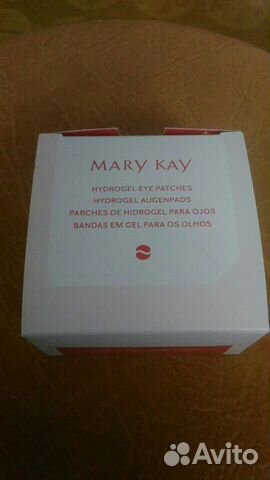 MARY KAY
HYDROGEL EYE PATCHES
HYDROGEL AUGENPADS
PARCHES DE HIDROGEL PARA OJOS
BANDAS EM GEL PARA OS OLHOS
Avito